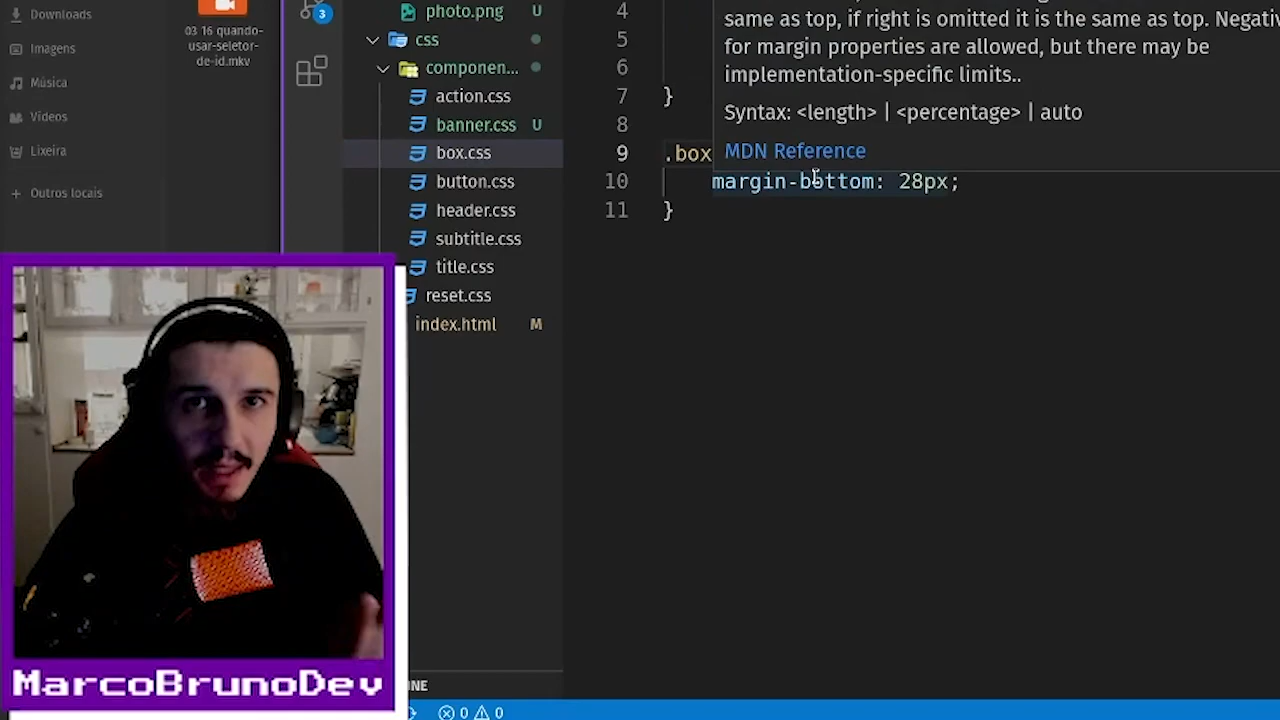 Downloads
Imagens
Música
Vídeos
Lixeira
Outros locais
03 16 quando-
usar-seletor-
de-id.mkv
3
photo.png U
css
componen...
action.css
banner.css U
box.css
button.css
header.css
subtitle.css
title.css
reset.css
index.html M
same as top, if right is omitted it is the same as top.
for margin properties are allowed, but there may be
implementation-specific limits..
Syntax: <length> | <percentage> | auto
MDN Reference
4
5
6
7 }
8
9 .box
10 margin-bottom: 28px;
11 }
MarcoBrunoDev
0 0